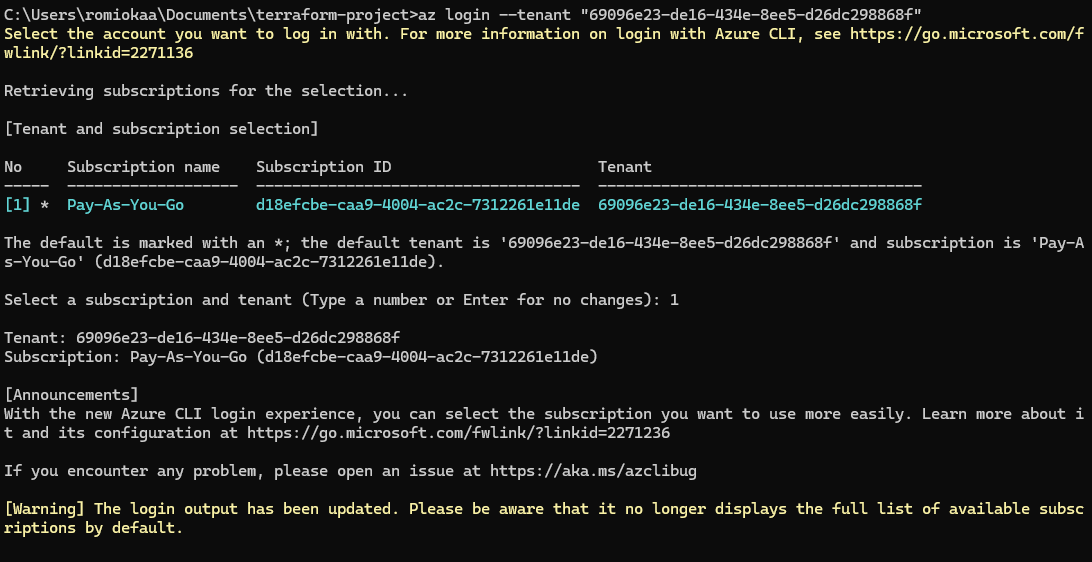 C:\Users\romiokaa\Documents\terraform-project>az login --tenant "69096e23-de16-434e-8ee5-d26dc298868f"
Select the account you want to log in with. For more information on login with Azure CLI, see https://go.microsoft.com/f
wlink/?linkid=2271136
Retrieving subscriptions for the selection...
[Tenant and subscription selection]
No     Subscription name    Subscription ID                       Tenant
-----  -------------------  ------------------------------------  ------------------------------------
[1] *  Pay-As-You-Go        d18efcbe-caa9-4004-ac2c-7312261e11de  69096e23-de16-434e-8ee5-d26dc298868f
The default is marked with an *; the default tenant is '69096e23-de16-434e-8ee5-d26dc298868f' and subscription is 'Pay-A
s-You-Go' (d18efcbe-caa9-4004-ac2c-7312261e11de).
Select a subscription and tenant (Type a number or Enter for no changes): 1
Tenant: 69096e23-de16-434e-8ee5-d26dc298868f
Subscription: Pay-As-You-Go (d18efcbe-caa9-4004-ac2c-7312261e11de)
[Announcements]
With the new Azure CLI login experience, you can select the subscription you want to use more easily. Learn more about i
t and its configuration at https://go.microsoft.com/fwlink/?linkid=2271236
If you encounter any problem, please open an issue at https://aka.ms/azclibug
[Warning] The login output has been updated. Please be aware that it no longer displays the full list of available subsc
riptions by default.